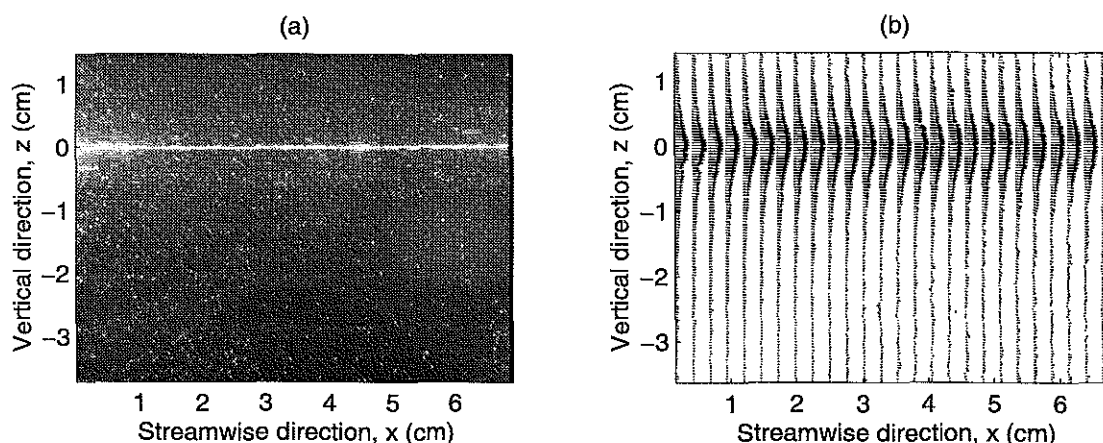 (a)
1
0
−1
−2
−3
Vertical direction, z (cm)
1 2 3 4 5 6
Streamwise direction, x (cm)
(b)
1
0
−1
−2
−3
Vertical direction, z (cm)
1 2 3 4 5 6
Streamwise direction, x (cm)